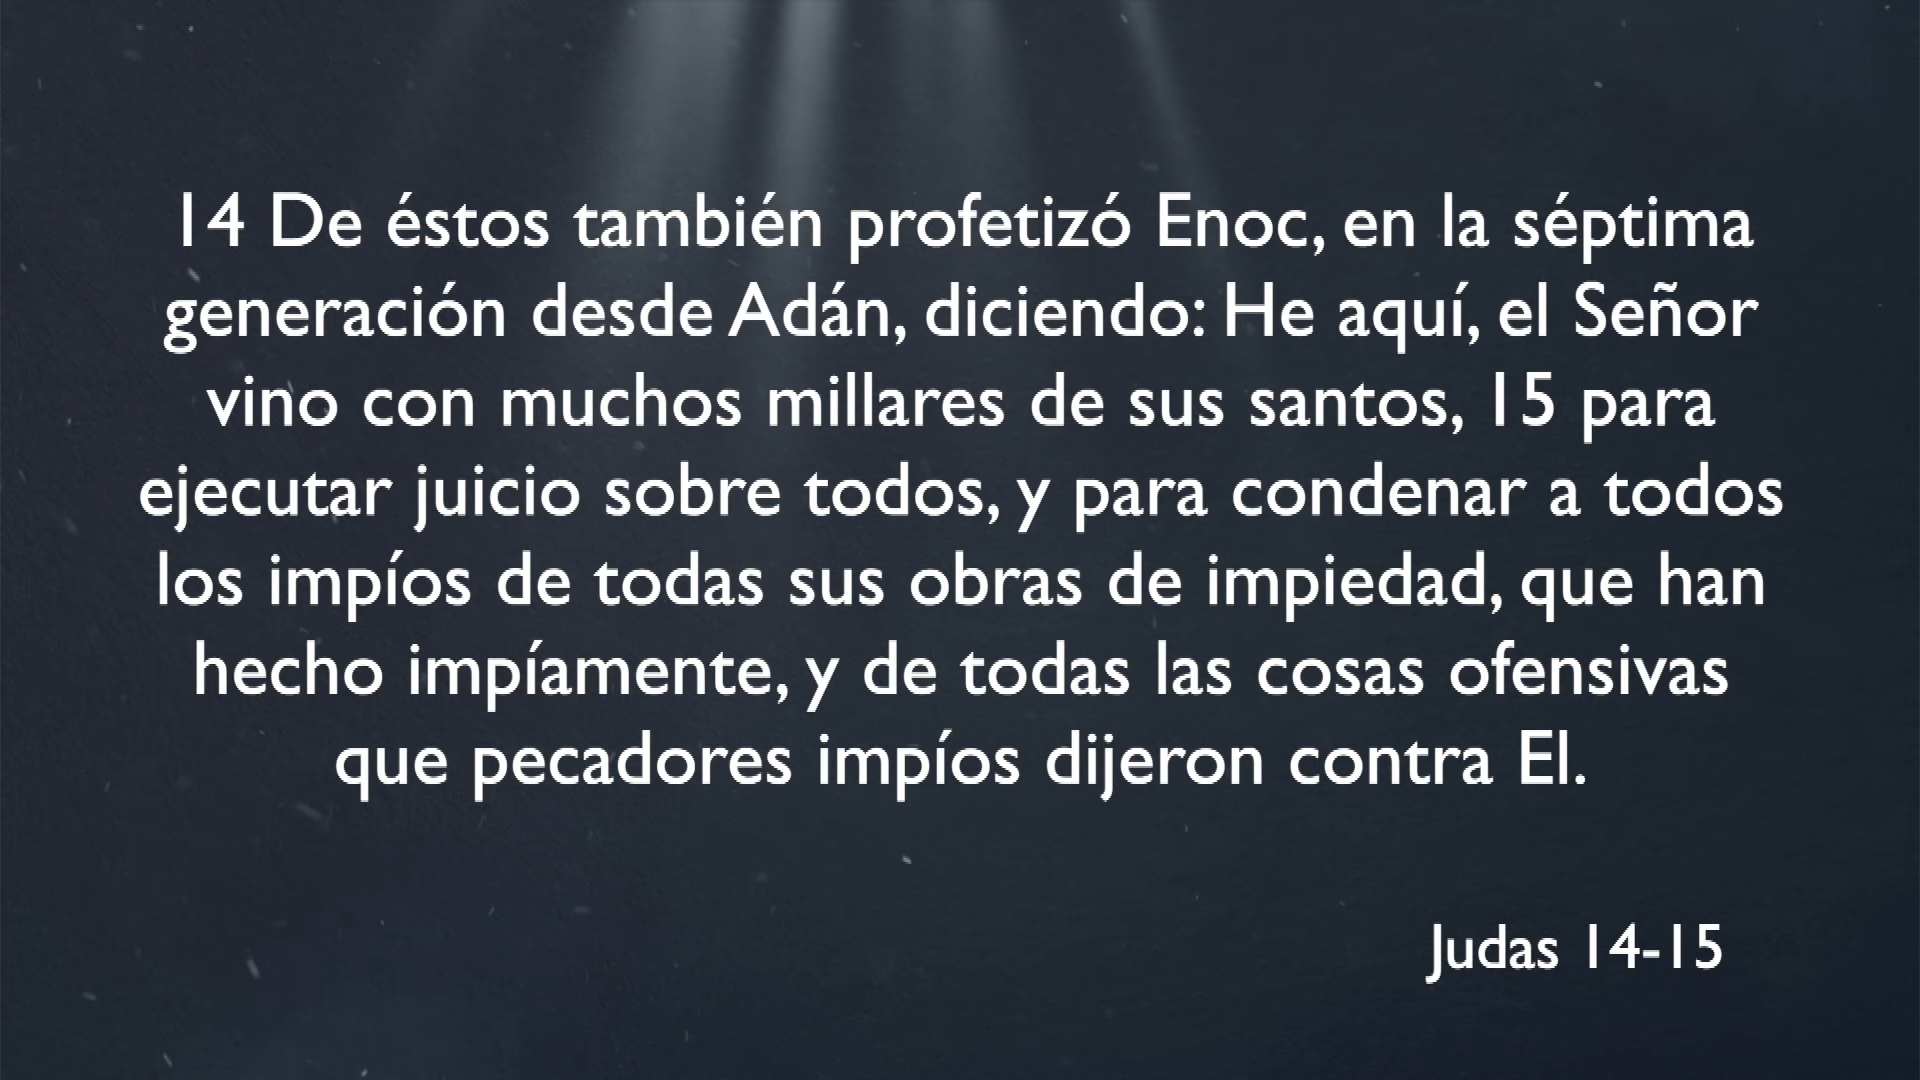 14 De éstos también profetizó Enoc, en la séptima
generación desde Adán, diciendo: He aquí, el Señor
vino con muchos millares de sus santos, 15 para
ejecutar juicio sobre todos, y para condenar a todos
los impíos de todas sus obras de impiedad, que han
hecho impíamente, y de todas las cosas ofensivas
que pecadores impíos dijeron contra El.
Judas 14-15